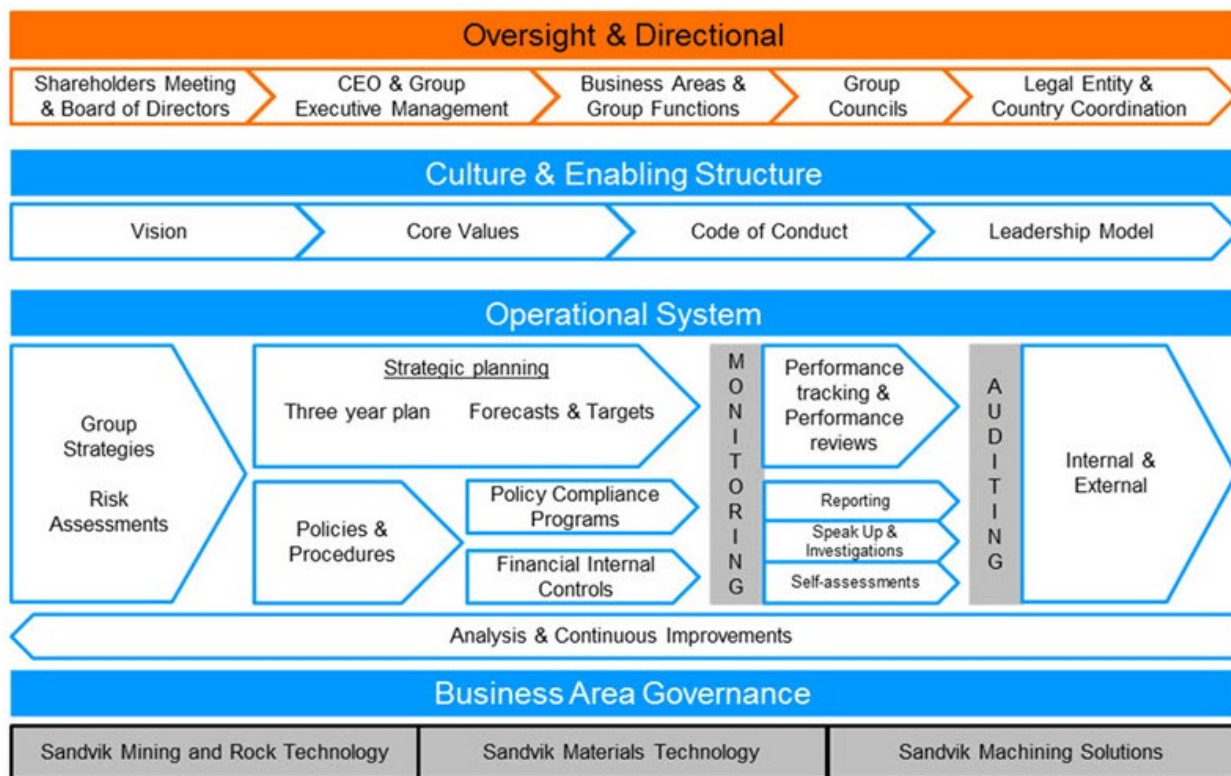 Oversight & Directional
Shareholders Meeting
& Board of Directors
CEO & Group
Executive Management
Business Areas &
Group Functions
Group
Councils
Legal Entity &
Country Coordination
Culture & Enabling Structure
Vision
Core Values
Code of Conduct
Leadership Model
Operational System
Group
Strategies
Risk
Assessments
Strategic planning
Three year plan
Forecasts & Targets
Policies &
Procedures
Policy Compliance
Programs
Financial Internal
Controls
MONITORING
Performance
tracking &
Performance
reviews
Reporting
Speak Up &
Investigations
Self-assessments
AUDITING
Internal &
External
Analysis & Continuous Improvements
Business Area Governance
Sandvik Mining and Rock Technology
Sandvik Materials Technology
Sandvik Machining Solutions